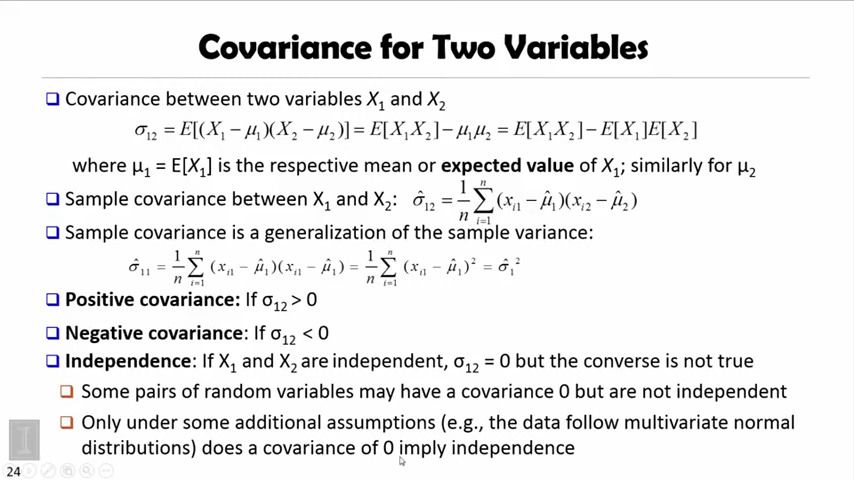 Covariance for Two Variables
Covariance between two variables X₁ and X₂
σ₁₂ = E[(X₁ − μ₁)(X₂ − μ₂)] = E[X₁X₂] − μ₁μ₂ = E[X₁X₂] − E[X₁]E[X₂]
where μ₁ = E[X₁] is the respective mean or expected value of X₁; similarly for μ₂
Sample covariance between X₁ and X₂: σ̂₁₂ = 1/n ∑ᵢ₌₁ⁿ (xᵢ₁ − μ̂₁)(xᵢ₂ − μ̂₂)
Sample covariance is a generalization of the sample variance:
σ̂₁₁ = 1/n ∑ᵢ₌₁ⁿ (xᵢ₁ − μ̂₁)(xᵢ₁ − μ̂₁) = 1/n ∑ᵢ₌₁ⁿ (xᵢ₁ − μ̂₁)² = σ̂₁²
Positive covariance: If σ₁₂ > 0
Negative covariance: If σ₁₂ < 0
Independence: If X₁ and X₂ are independent, σ₁₂ = 0 but the converse is not true
Some pairs of random variables may have a covariance 0 but are not independent
Only under some additional assumptions (e.g., the data follow multivariate normal
distributions) does a covariance of 0 imply independence
24